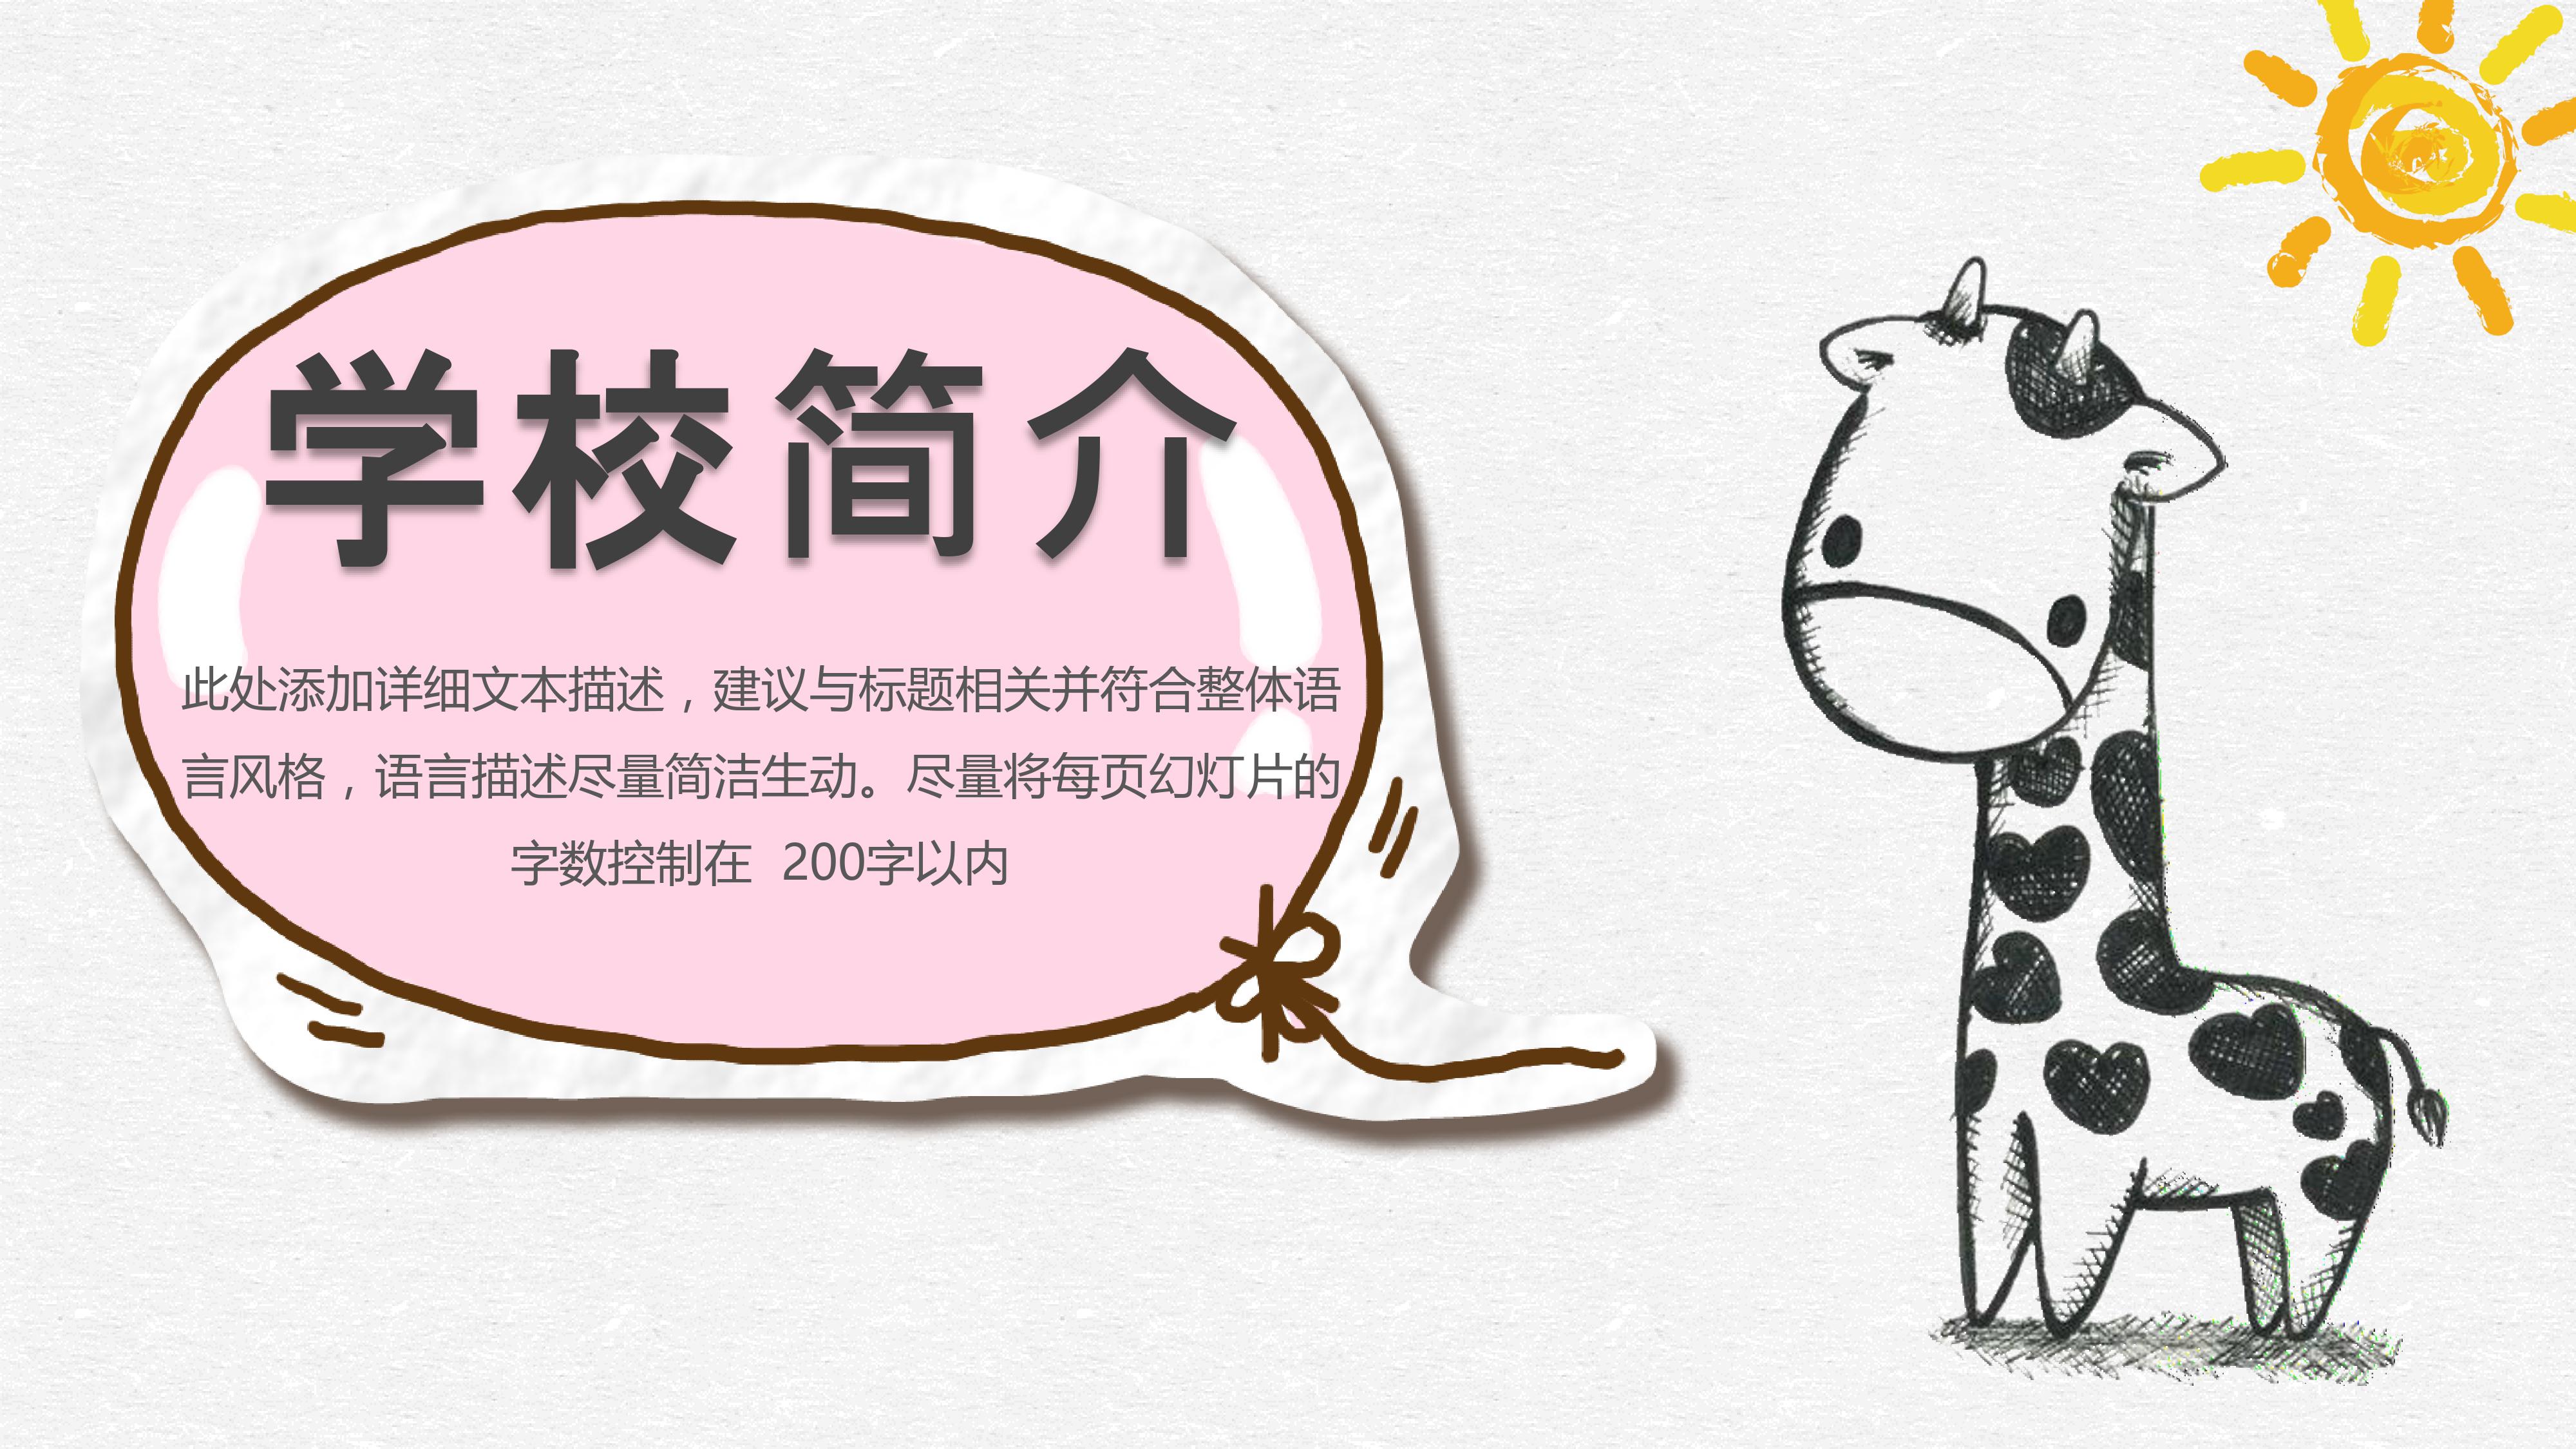 学校简介
此处添加详细文本描述，建议与标题相关并符合整体语
言风格，语言描述尽量简洁生动。尽量将每页幻灯片的
字数控制在 200字以内